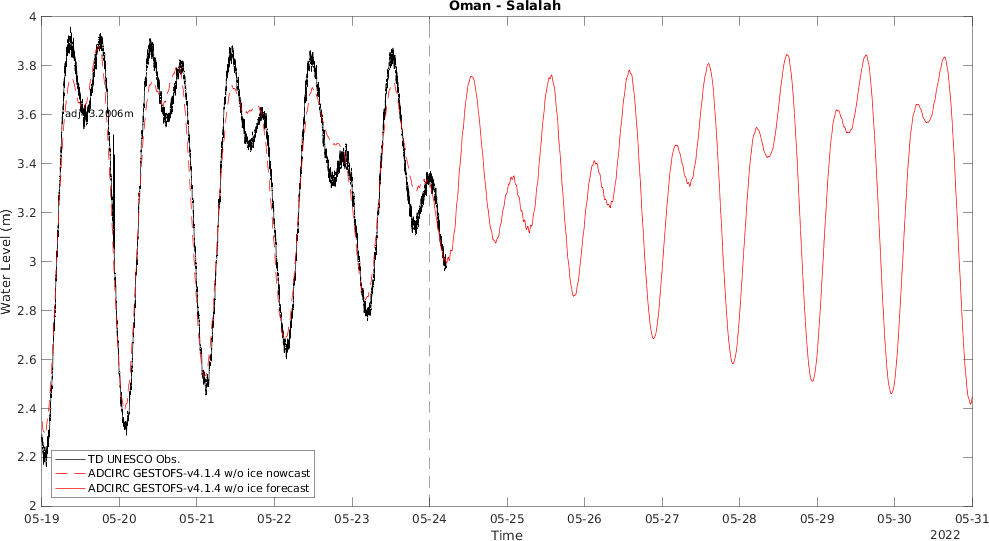 Oman - Salalah
Water Level (m)
4
3.8
3.6
3.4
3.2
3
2.8
2.6
2.4
2.2
2
TD UNESCO Obs.
ADCIRC GESTOFS-v4.1.4 w/o ice nowcast
ADCIRC GESTOFS-v4.1.4 w/o ice forecast
05-19 05-20 05-21 05-22 05-23 05-24 05-25 05-26 05-27 05-28 05-29 05-30 05-31
Time
2022